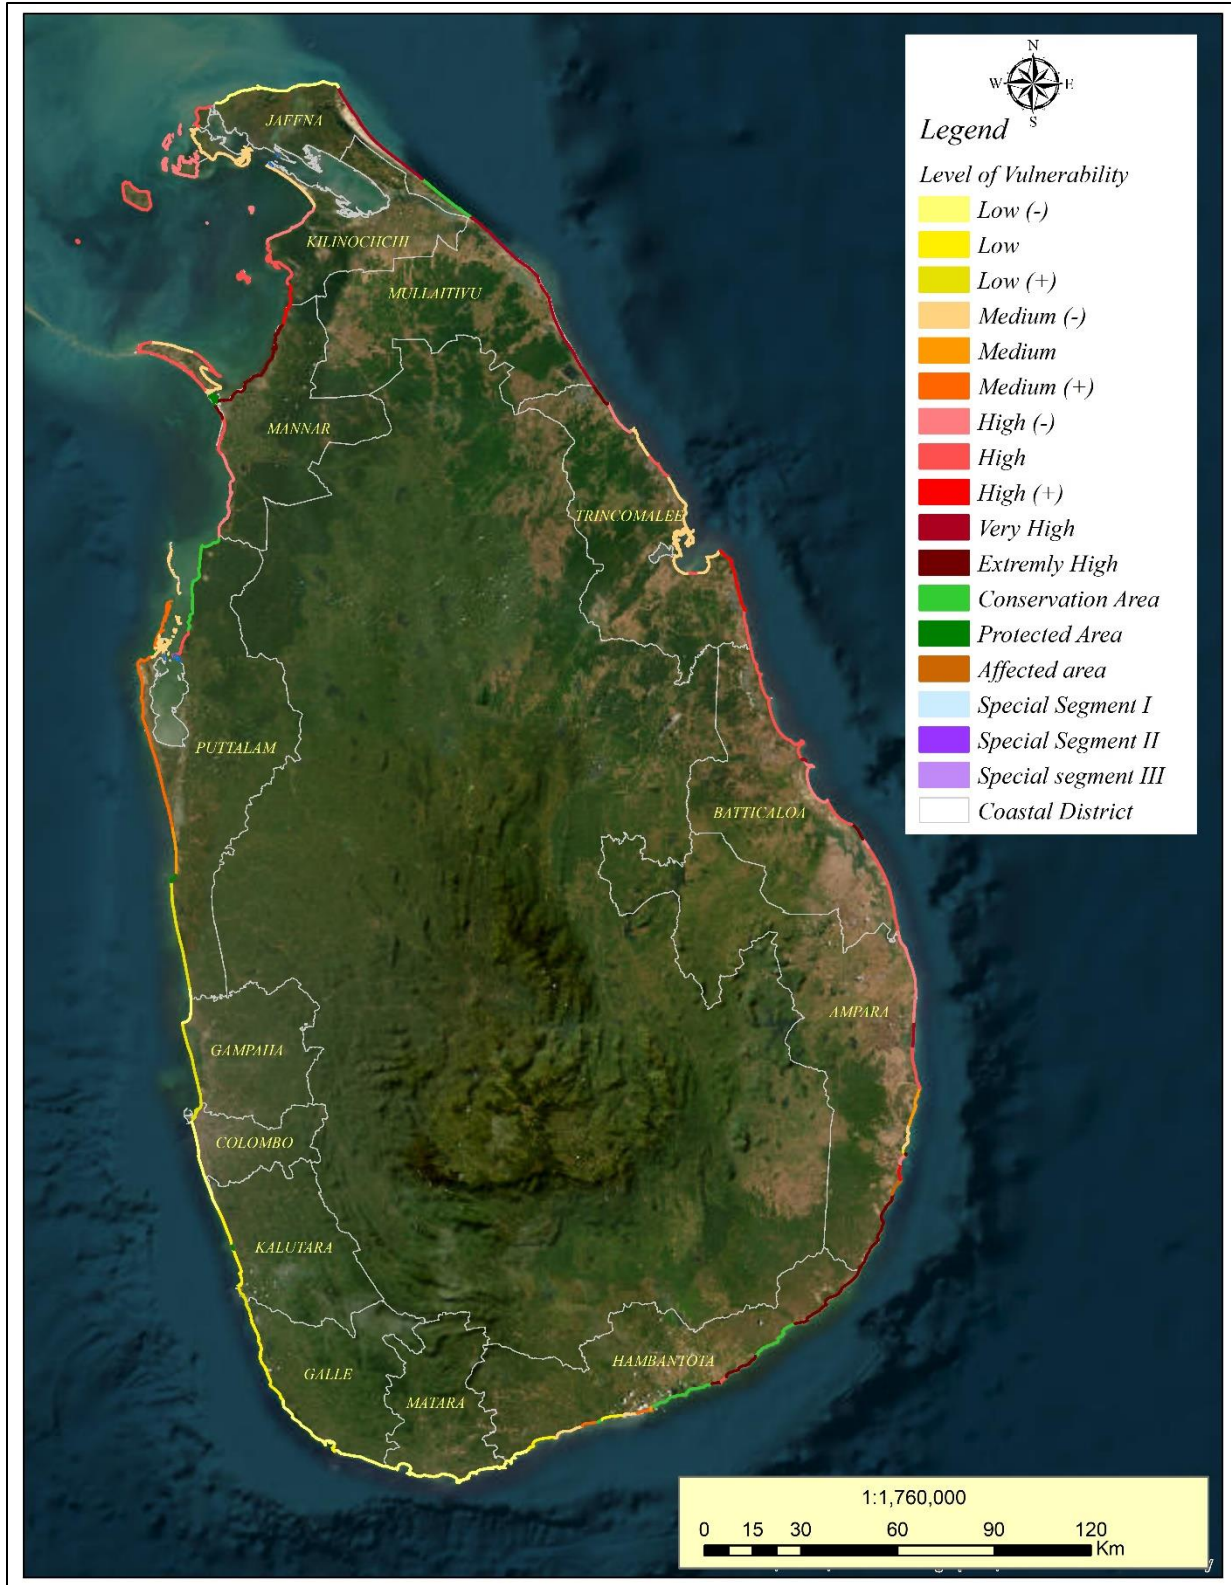 N
W E
S
Legend
Level of Vulnerability
Low (-)
Low
Low (+)
Medium (-)
Medium
Medium (+)
High (-)
High
High (+)
Very High
Extremly High
Conservation Area
Protected Area
Affected area
Special Segment I
Special Segment II
Special segment III
Coastal District
JAFFNA
KILINOCHCHI
MULLAITIVU
MANNAR
TRINCOMALEE
PUTTALAM
BATTICALOA
AMPARA
GAMPAHA
COLOMBO
KALUTARA
HAMBANTOTA
GALLE
MATARA
1:1,760,000
0 15 30 60 90 120
Km